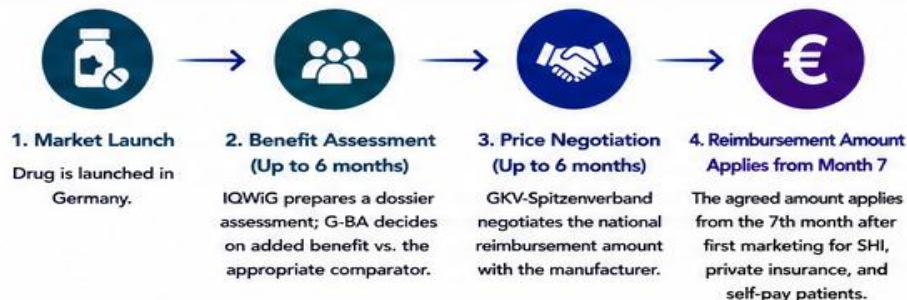 1. Market Launch
Drug is launched in
Germany.
2. Benefit Assessment
(Up to 6 months)
IQWiG prepares a dossier
assessment; G-BA decides
on added benefit vs. the
appropriate comparator.
3. Price Negotiation
(Up to 6 months)
GKV-Spitzenverband
negotiates the national
reimbursement amount
with the manufacturer.
€
4. Reimbursement Amount
Applies from Month 7
The agreed amount applies
from the 7th month after
first marketing for SHI,
private insurance, and
self-pay patients.